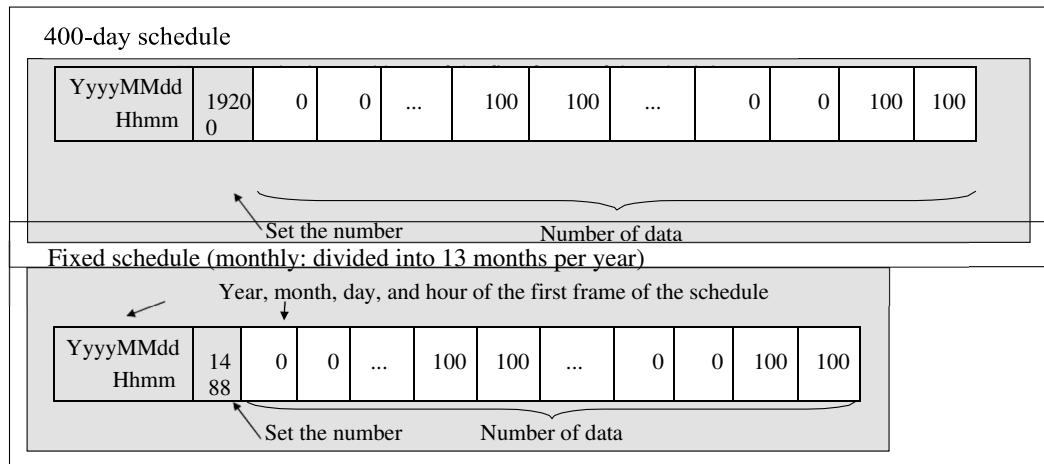 400-day schedule
YyyyMMdd 1920 0 0 ... 100 100 ... 0 0 100 100
Hhmm 0
Set the number Number of data
Fixed schedule (monthly: divided into 13 months per year)
Year, month, day, and hour of the first frame of the schedule
YyyyMMdd 14 0 0 ... 100 100 ... 0 0 100 100
Hhmm 88
Set the number Number of data